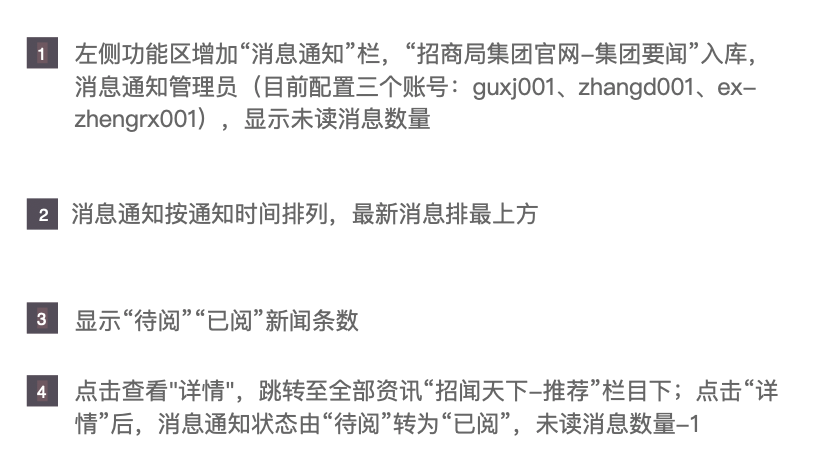 1 左侧功能区增加“消息通知”栏，“招商局集团官网–集团要闻”入库，
消息通知管理员（目前配置三个账号：guxj001、zhangd001、ex–
zhengrx001），显示未读消息数量
2 消息通知按通知时间排列，最新消息排最上方
3 显示“待阅”“已阅”新闻条数
4 点击查看"详情"，跳转至全部资讯“招闻天下–推荐”栏目下；点击“详
情”后，消息通知状态由“待阅”转为“已阅”，未读消息数量–1